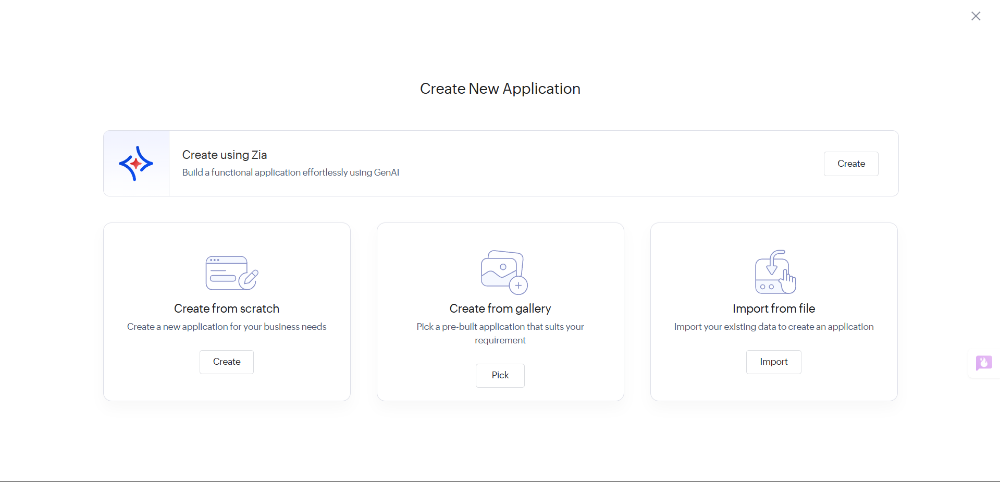 Create New Application
Create using Zia
Build a functional application effortlessly using GenAI
Create
Create from scratch
Create a new application for your business needs
Create
Create from gallery
Pick a pre-built application that suits your
requirement
Pick
Import from file
Import your existing data to create an application
Import